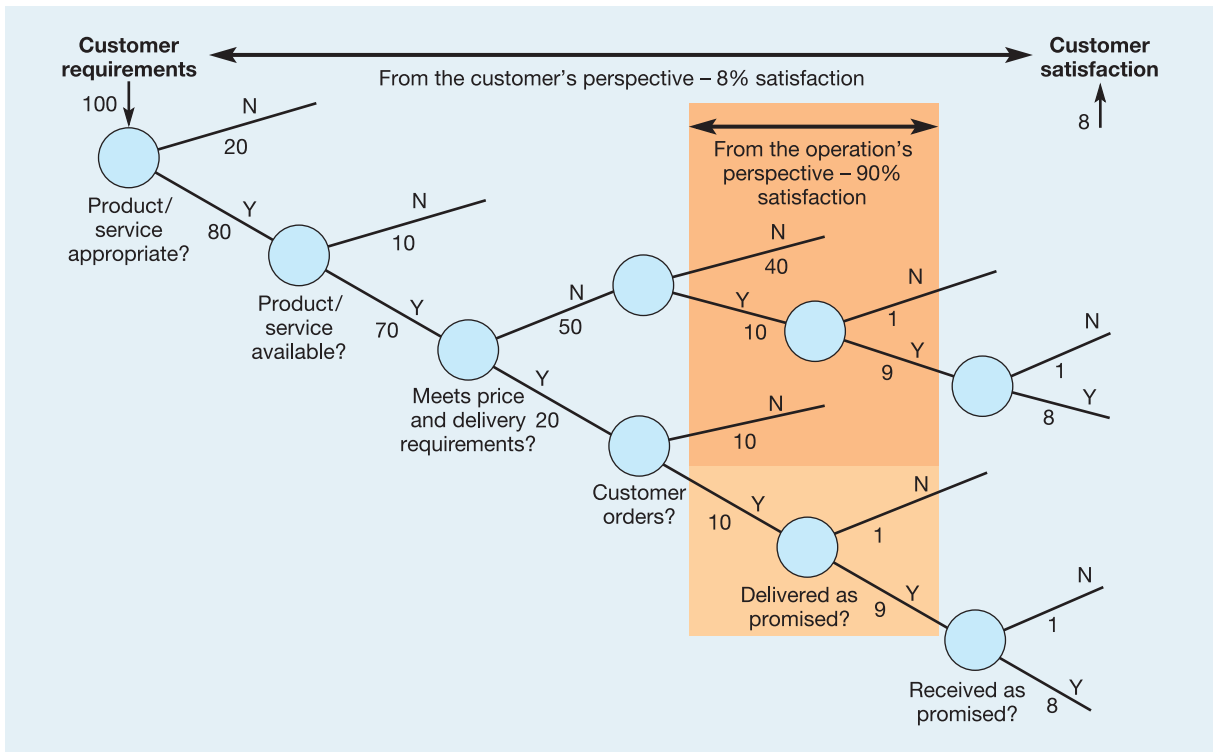 Customer
requirements
From the customer's perspective – 8% satisfaction
Customer
satisfaction
100
8
N
20
Product/
service
appropriate?
Y
80
N
10
Product/
service
available?
Y
70
From the operation's
perspective – 90%
satisfaction
N
50
Meets price
and delivery
requirements?
Y
20
N
40
Y
10
N
1
Y
9
N
1
Y
8
Customer
orders?
N
10
Y
10
Delivered as
promised?
N
1
Y
9
Received as
promised?
N
1
Y
8